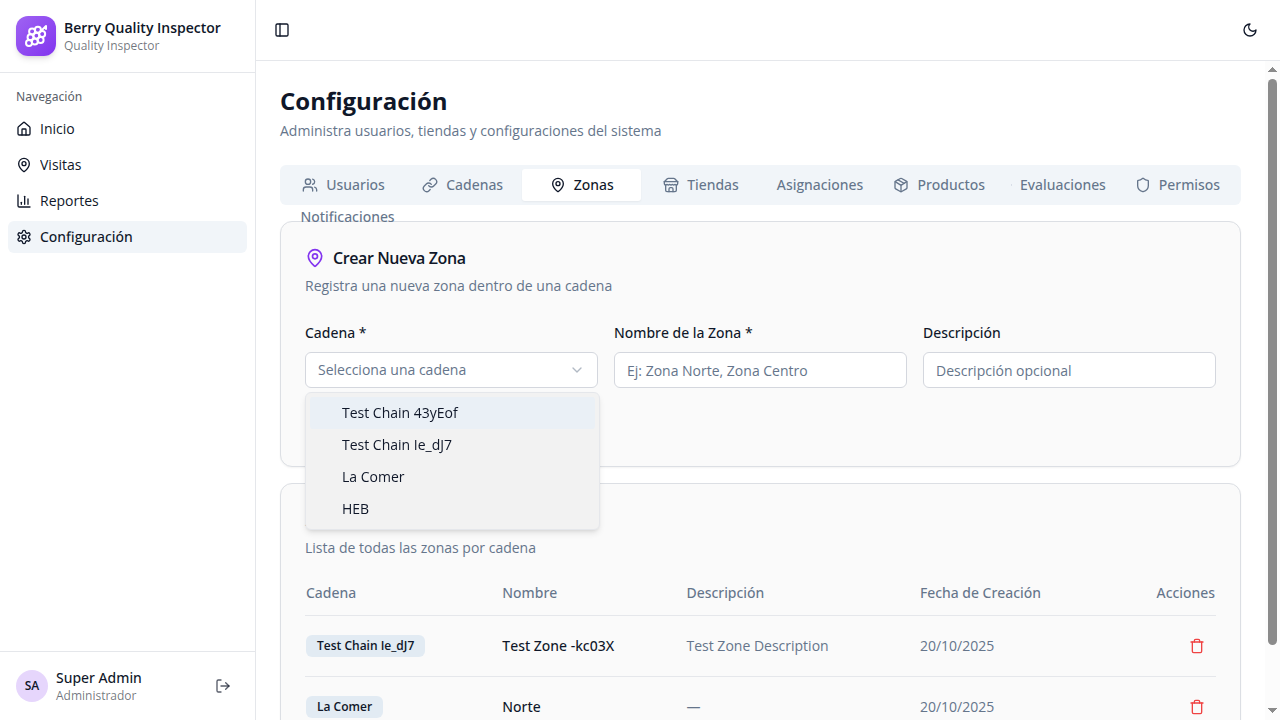 Berry Quality Inspector
Quality Inspector
Navegación
Inicio
Visitas
Reportes
Configuración
SA
Super Admin
Administrador
Configuración
Administra usuarios, tiendas y configuraciones del sistema
Usuarios Cadenas Zonas Tiendas Asignaciones Productos Evaluaciones Permisos
Notificaciones
Crear Nueva Zona
Registra una nueva zona dentro de una cadena
Cadena * Nombre de la Zona * Descripción
Selecciona una cadena Ej: Zona Norte, Zona Centro Descripción opcional
Test Chain 43yEof
Test Chain Ie_dJ7
La Comer
HEB
Lista de todas las zonas por cadena
Cadena Nombre Descripción Fecha de Creación Acciones
Test Chain Ie_dJ7 Test Zone -kc03X Test Zone Description 20/10/2025
La Comer Norte — 20/10/2025